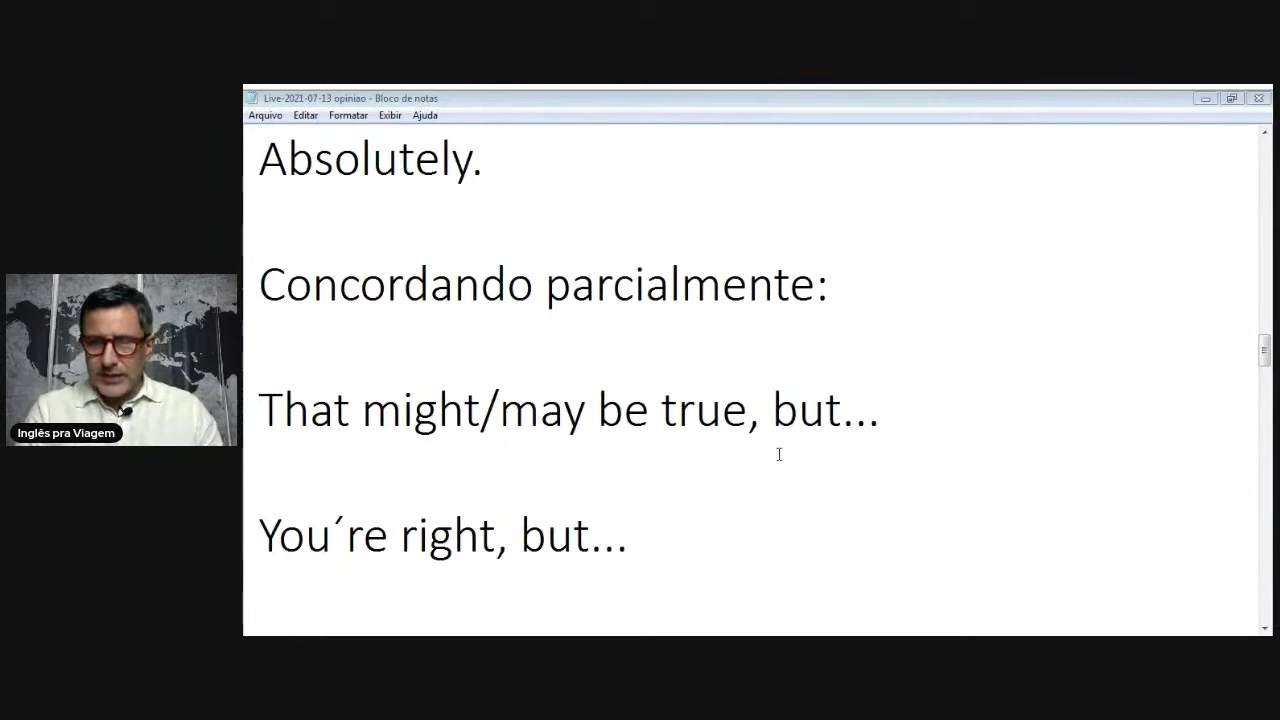 Live-2021-07-13 opiniao - Bloco de notas
Arquivo Editar Formatar Exibir Ajuda
Absolutely.
Concordando parcialmente:
That might/may be true, but...
You´re right, but...
Inglês pra Viagem